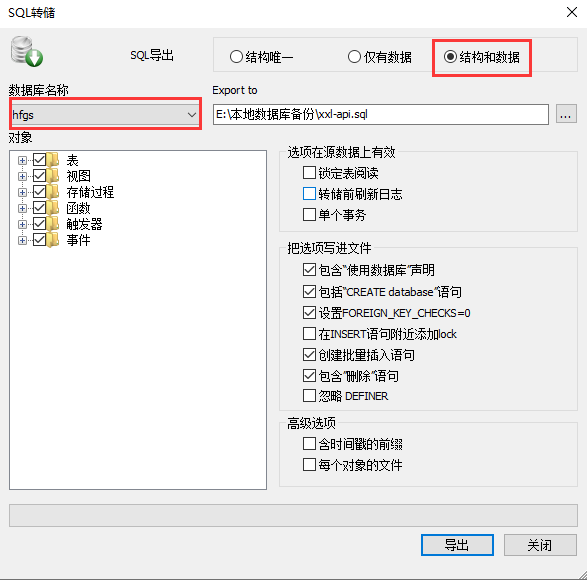 SQL转储
SQL导出
结构唯一
仅有数据
结构和数据
数据库名称
Export to
hfgs
E:\本地数据库备份\xxl-api.sql
...
对象
表
视图
存储过程
函数
触发器
事件
选项在源数据上有效
锁定表阅读
转储前刷新日志
单个事务
把选项写进文件
包含“使用数据库”声明
包括“CREATE database”语句
设置FOREIGN_KEY_CHECKS=0
在INSERT语句附近添加lock
创建批量插入语句
包含“删除”语句
忽略 DEFINER
高级选项
含时间戳的前缀
每个对象的文件
导出
关闭